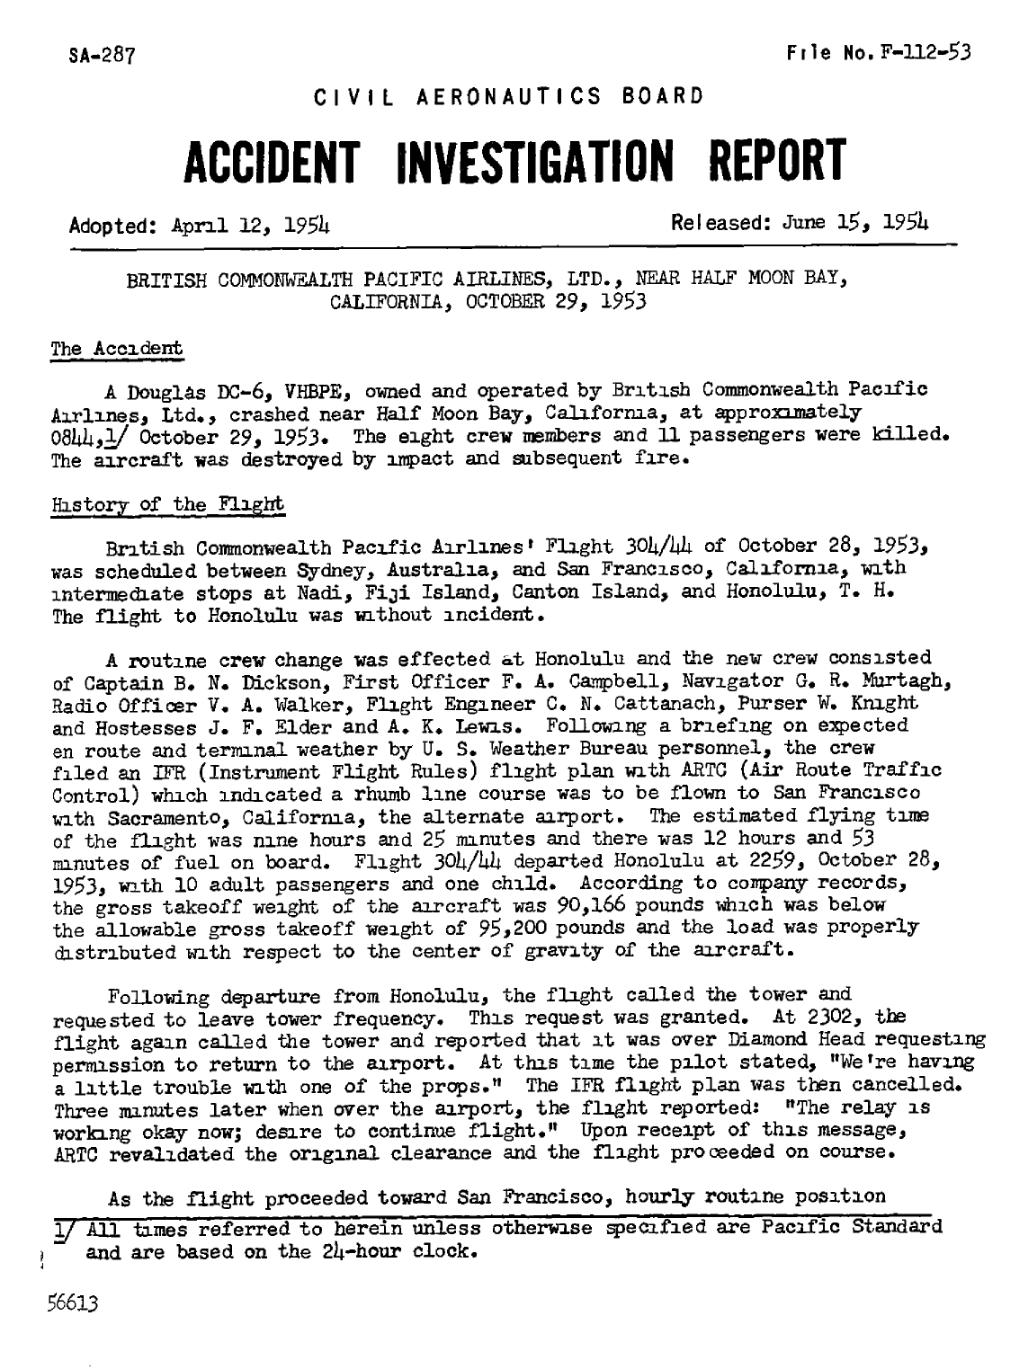 SA-287
File No. F-112-53
CIVIL AERONAUTICS BOARD
ACCIDENT INVESTIGATION REPORT
Adopted: April 12, 1954
Released: June 15, 1954
BRITISH COMMONWEALTH PACIFIC AIRLINES, LTD., NEAR HALF MOON BAY,
CALIFORNIA, OCTOBER 29, 1953
The Accident
A Douglas DC-6, VHBPE, owned and operated by British Commonwealth Pacific
Airlines, Ltd., crashed near Half Moon Bay, California, at approximately
0844,1/ October 29, 1953. The eight crew members and 11 passengers were killed.
The aircraft was destroyed by impact and subsequent fire.
History of the Flight
British Commonwealth Pacific Airlines' Flight 304/44 of October 28, 1953,
was scheduled between Sydney, Australia, and San Francisco, California, with
intermediate stops at Nadi, Fiji Island, Canton Island, and Honolulu, T. H.
The flight to Honolulu was without incident.
A routine crew change was effected at Honolulu and the new crew consisted
of Captain B. N. Dickson, First Officer F. A. Campbell, Navigator G. R. Murtagh,
Radio Officer V. A. Walker, Flight Engineer C. N. Cattanach, Purser W. Knight
and Hostesses J. F. Elder and A. K. Lewis. Following a briefing on expected
en route and terminal weather by U. S. Weather Bureau personnel, the crew
filed an IFR (Instrument Flight Rules) flight plan with ARTC (Air Route Traffic
Control) which indicated a rhumb line course was to be flown to San Francisco
with Sacramento, California, the alternate airport. The estimated flying time
of the flight was nine hours and 25 minutes and there was 12 hours and 53
minutes of fuel on board. Flight 304/44 departed Honolulu at 2259, October 28,
1953, with 10 adult passengers and one child. According to company records,
the gross takeoff weight of the aircraft was 90,166 pounds which was below
the allowable gross takeoff weight of 95,200 pounds and the load was properly
distributed with respect to the center of gravity of the aircraft.
Following departure from Honolulu, the flight called the tower and
requested to leave tower frequency. This request was granted. At 2302, the
flight again called the tower and reported that it was over Diamond Head requesting
permission to return to the airport. At this time the pilot stated, "We're having
a little trouble with one of the props." The IFR flight plan was then cancelled.
Three minutes later when over the airport, the flight reported: "The relay is
working okay now; desire to continue flight." Upon receipt of this message,
ARTC revalidated the original clearance and the flight proceeded on course.
As the flight proceeded toward San Francisco, hourly routine position
1/ All times referred to herein unless otherwise specified are Pacific Standard
and are based on the 24-hour clock.
56613